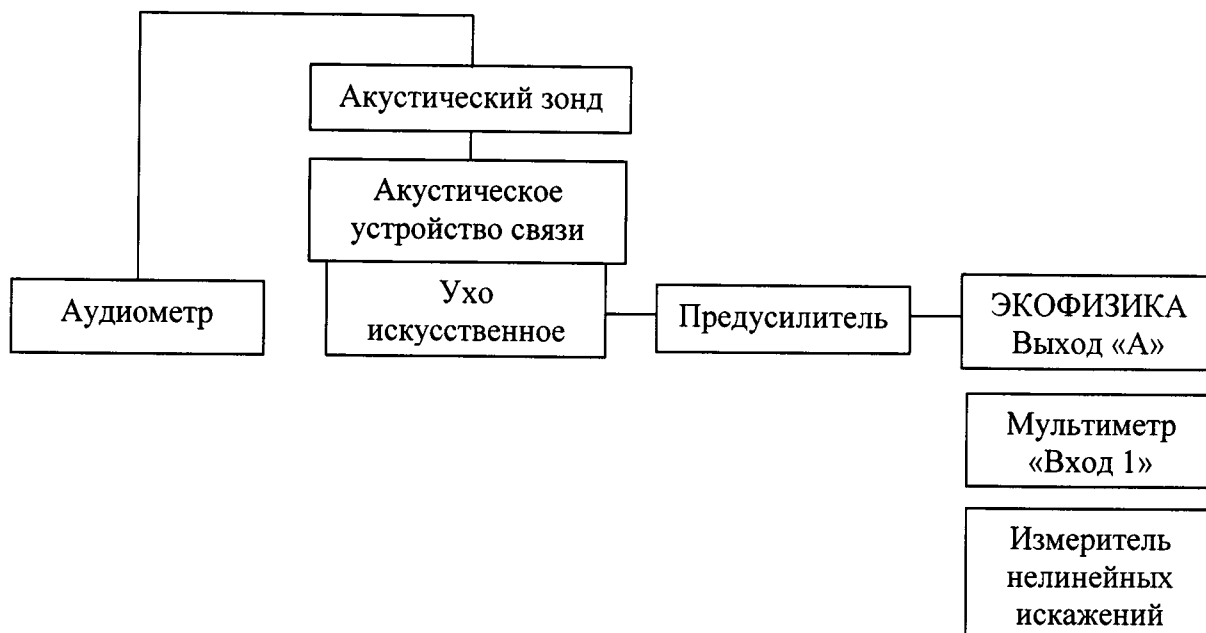 Акустический зонд
Акустическое
устройство связи
Аудиометр
Ухо
искусственное
Предусилитель
ЭКОФИЗИКА
Выход «А»
Мультиметр
«Вход 1»
Измеритель
нелинейных
искажений